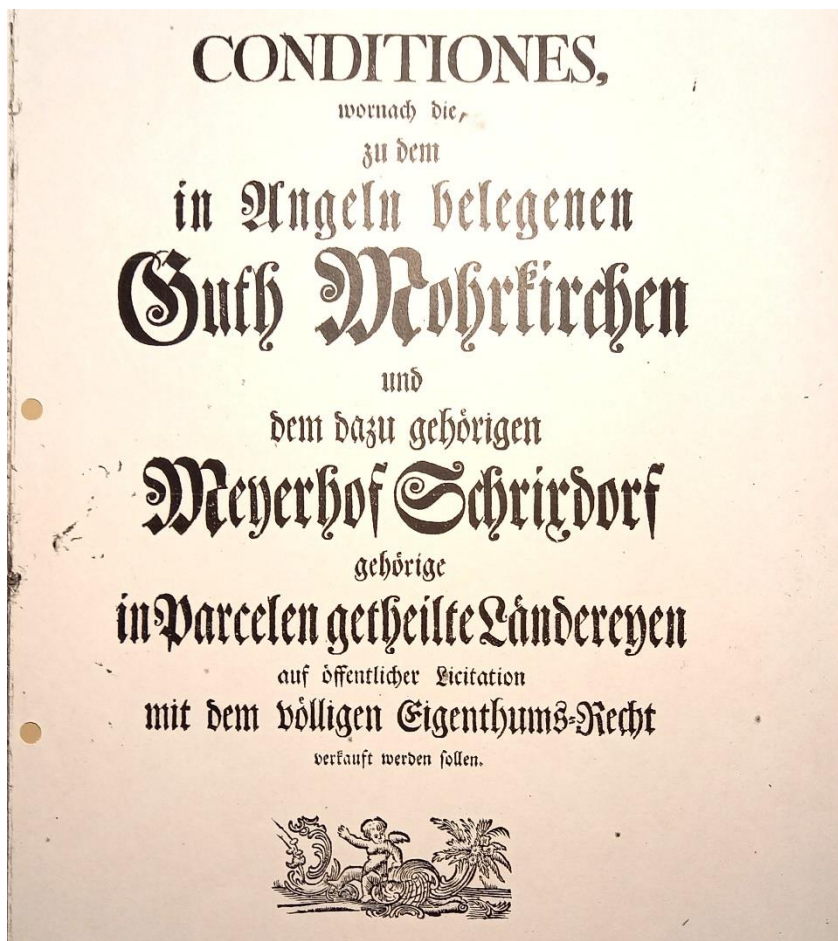 CONDITIONES,
wornach die,
zu dem
in Angeln belegenen
Guth Mohrkirchen
und
dem dazu gehörigen
Meyerhof Schrixdorf
gehörige
in Parcelen getheilte Ländereyen
auf öffentlicher Licitation
mit dem völligen Eigenthums-Recht
verkauft werden sollen.